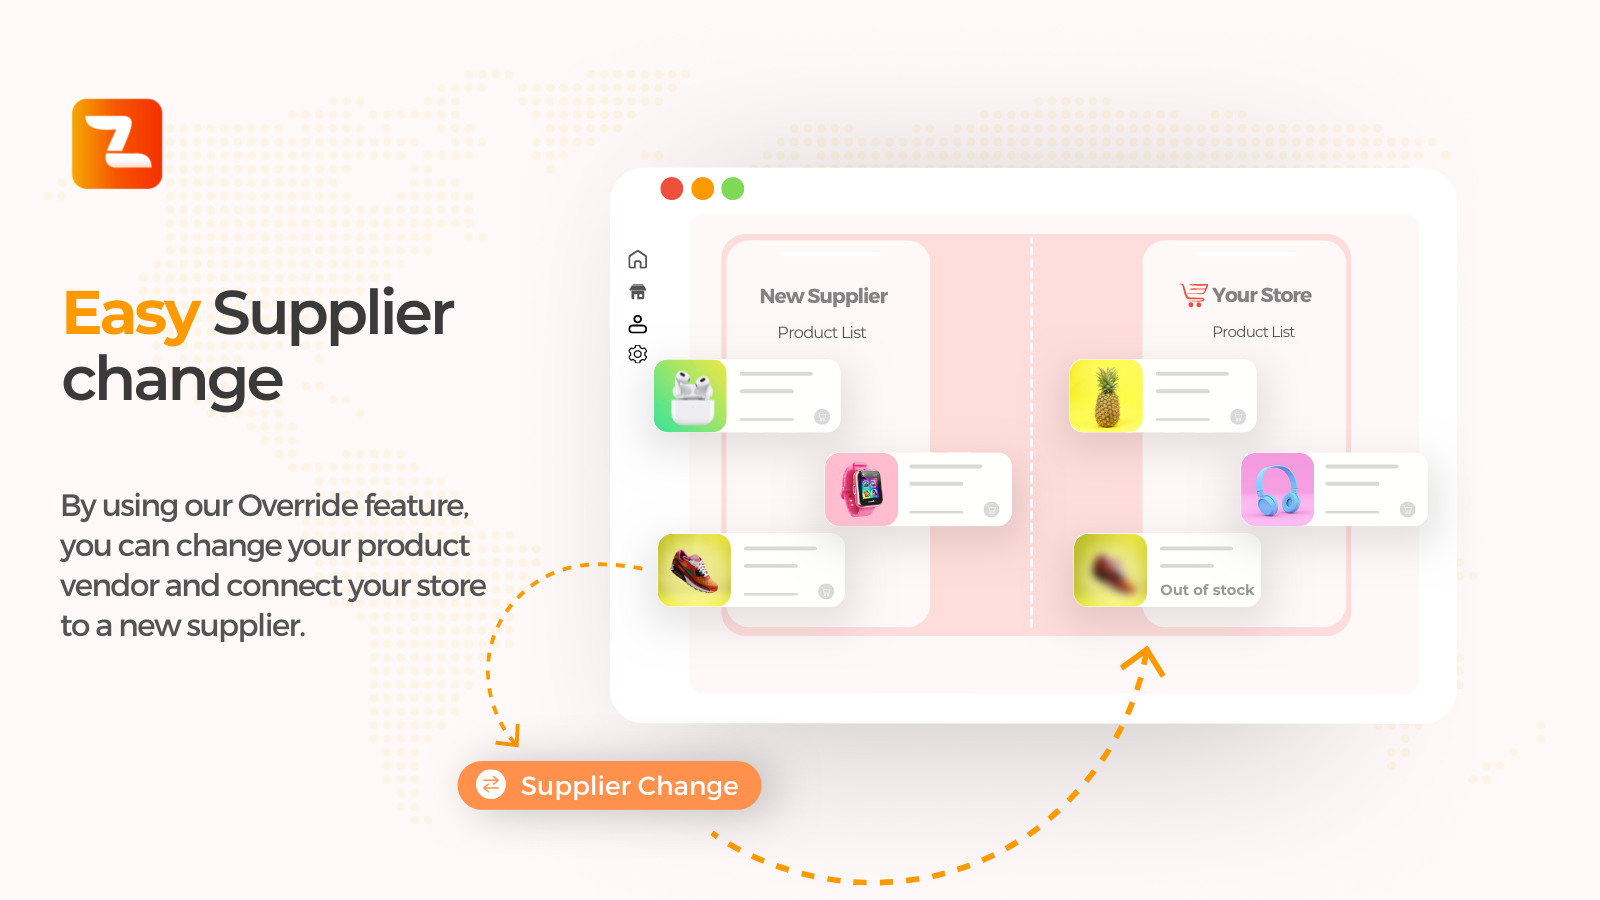 Easy Supplier
change
By using our Override feature,
you can change your product
vendor and connect your store
to a new supplier.
New Supplier
Product List
Your Store
Product List
Out of stock
Supplier Change